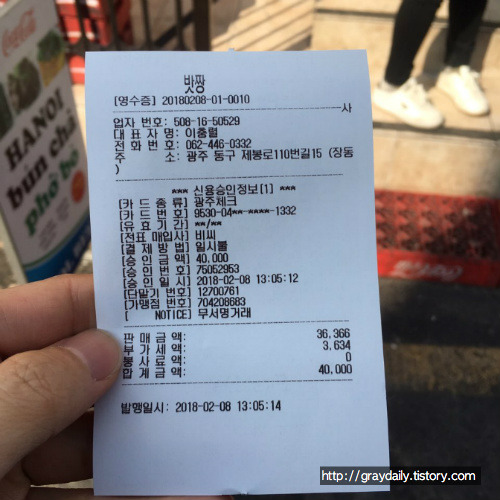 Coca-Cola
HANOI
bún chả
phở bò
밧짱
[영수증] 20180208-01-0010
사
업자 번호: 508-16-50529
대 표 자 명: 이충렬
전 화 번 호: 062-446-0332
주 소: 광주 동구 제봉로110번길15 (장동
)
*** 신용승인정보[1] ***
[카 드 종 류] 광주체크
[카 드 번 호] 9530-04**-****-1332
[유 효 기 간] **/**
[전표 매입사] 비씨
[결 제 방 법] 일시불
[승 인 금 액] 40,000
[승 인 번 호] 75052953
[승 인 일 시] 2018-02-08 13:05:12
[단말기 번호] 12700761
[가맹점 번호] 704208683
[ NOTICE] 무서명거래
판 매 금 액: 36,366
부 가 세 액: 3,634
봉 사 료 액: 0
합 계 금 액: 40,000
발행일시: 2018-02-08 13:05:14
http://graydaily.tistory.com